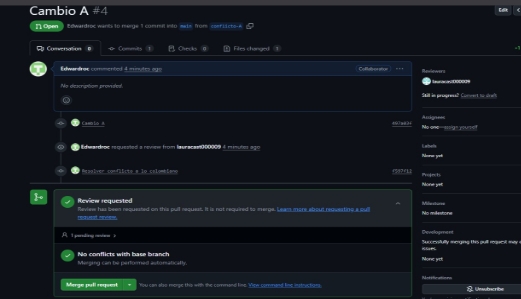 Cambio A #4
Edit
Open Edwardroc wants to merge 1 commit into main from conflicto-A
Conversation 0 Commits 1 Checks 0 Files changed 1
+1
Edwardroc commented 4 minutes ago
Collaborator
No description provided.
Cambio A
Edwardroc requested a review from lauracast000009 4 minutes ago
Resolver conflicto a lo colombiano
Review requested
Review has been requested on this pull request. It is not required to merge. Learn more about requesting a pull
request review.
1 pending review
No conflicts with base branch
Merging can be performed automatically.
Merge pull request
You can also merge this with the command line. View command line instructions.
Reviewers
lauracast000009
Still in progress? Convert to draft
Assignees
No one—assign yourself
Labels
None yet
Projects
None yet
Milestone
No milestone
Development
Successfully merging this pull request may
issues.
None yet
Notifications
Unsubscribe